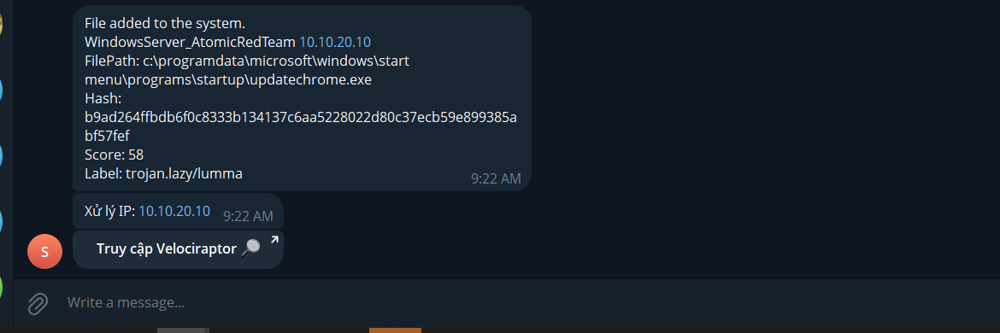 File added to the system.
WindowsServer_AtomicRedTeam 10.10.20.10
FilePath: c:\programdata\microsoft\windows\start
menu\programs\startup\updatechrome.exe
Hash:
b9ad264ffbdb6f0c8333b134137c6aa5228022d80c37ecb59e899385a
bf57fef
Score: 58
Label: trojan.lazy/lumma
9:22 AM
Xử lý IP: 10.10.20.10
9:22 AM
S
Truy cập Velociraptor 🔎
Write a message...